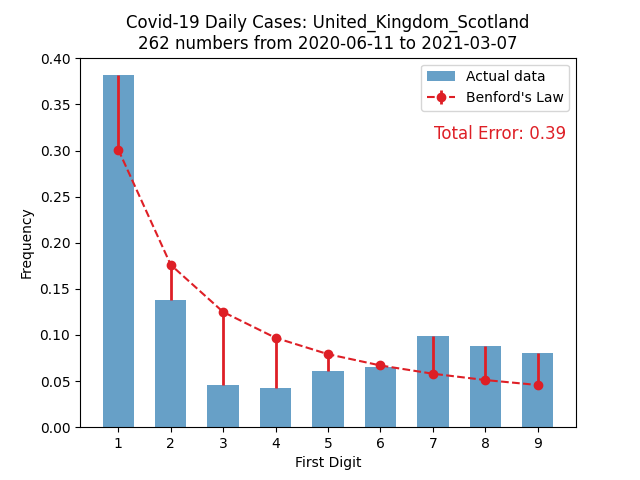 Covid-19 Daily Cases: United_Kingdom_Scotland
262 numbers from 2020-06-11 to 2021-03-07
Actual data
Benford's Law
Total Error: 0.39
Frequency
0.40
0.35
0.30
0.25
0.20
0.15
0.10
0.05
0.00
1 2 3 4 5 6 7 8 9
First Digit